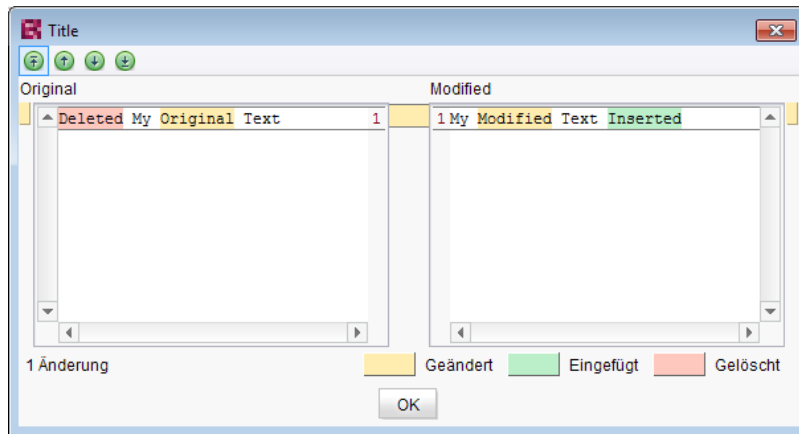 Title
Original Modified
Deleted My Original Text 1 1 My Modified Text Inserted
1 Änderung Geändert Eingefügt Gelöscht
OK